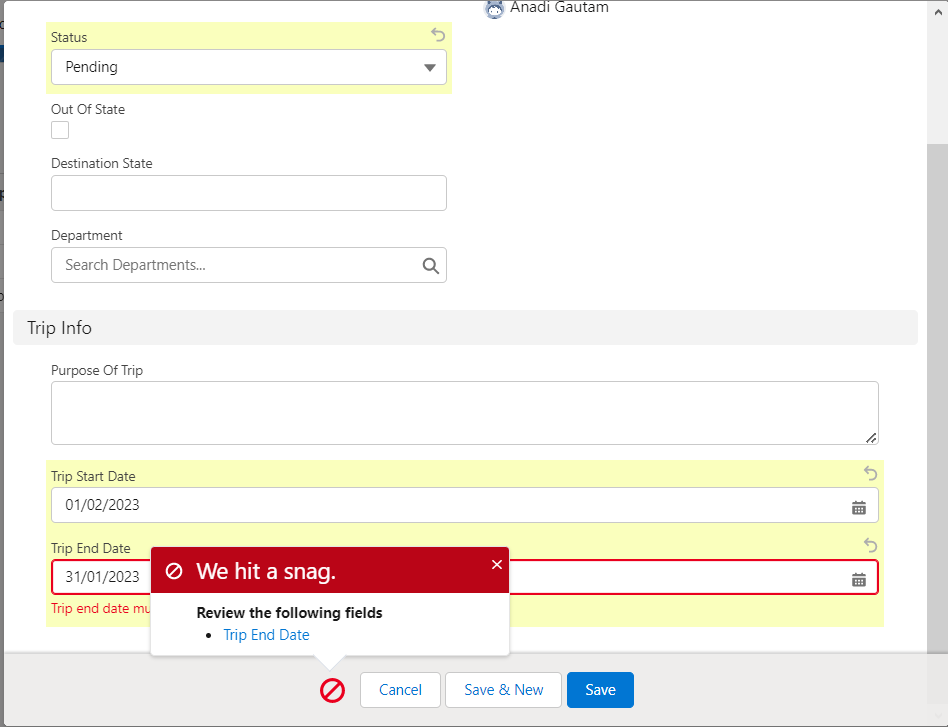 Anadi Gautam
Status
Pending
Out Of State
Destination State
Department
Search Departments...
Trip Info
Purpose Of Trip
Trip Start Date
01/02/2023
Trip End Date
31/01/2023
Trip end date
We hit a snag.
Review the following fields
Trip End Date
Cancel
Save & New
Save